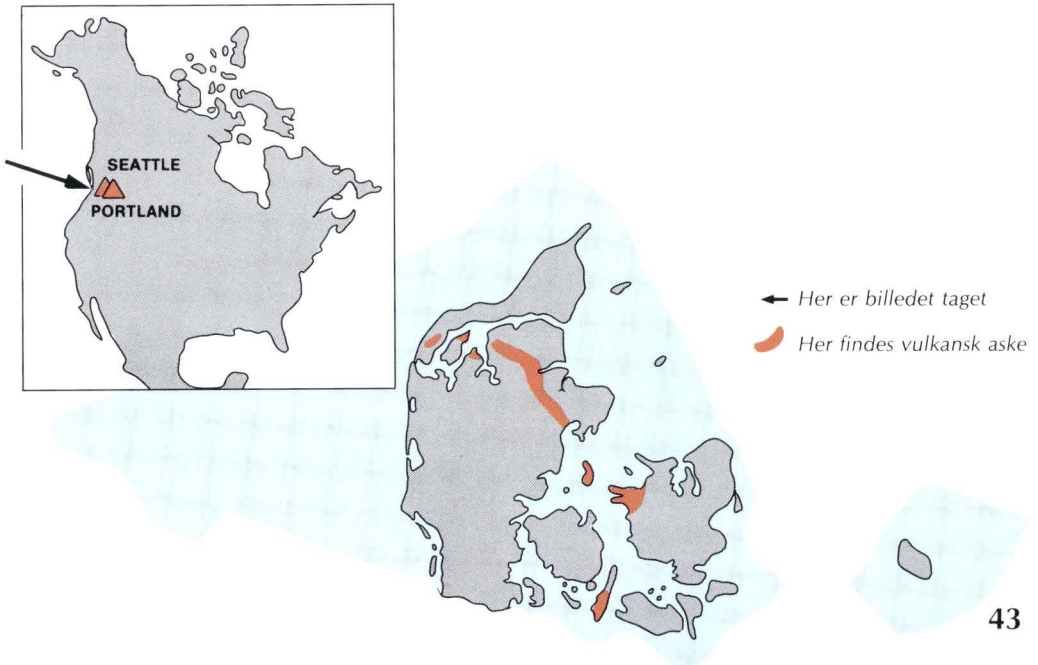 SEATTLE
PORTLAND
Her er billedet taget
Her findes vulkansk aske
43